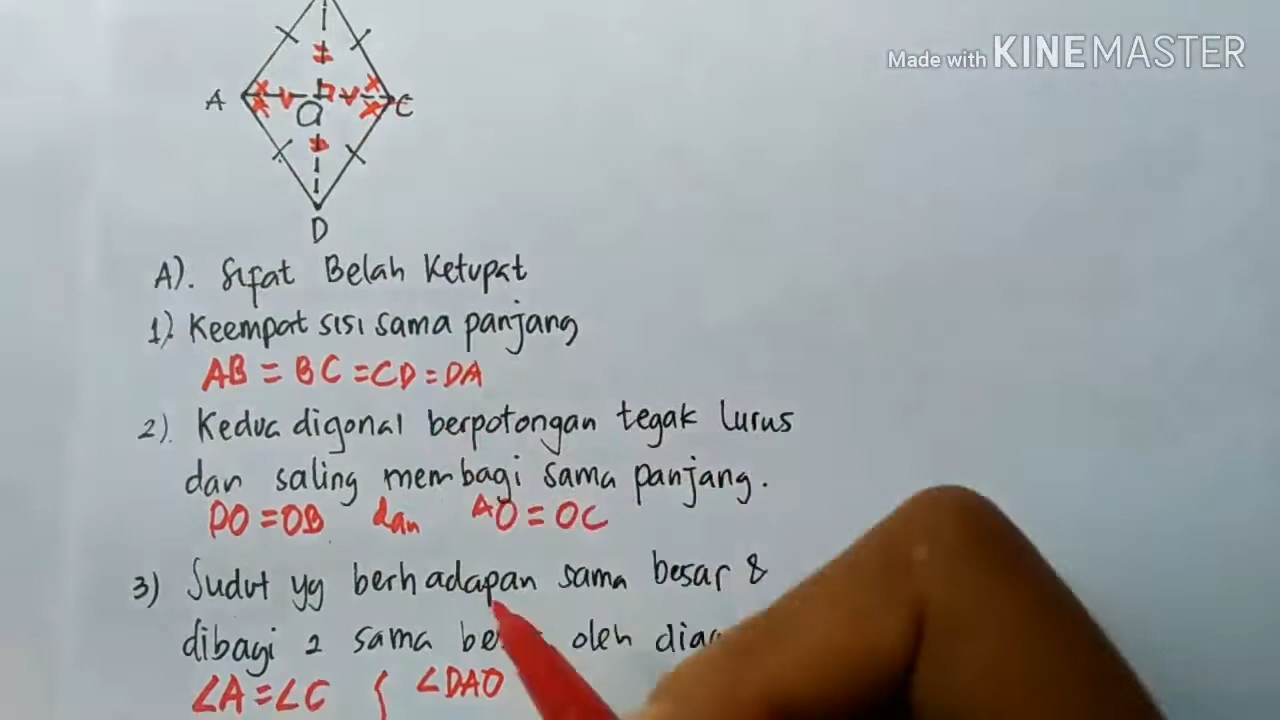 Made with KINEMASTER
A
O
C
D
A). Sifat Belah Ketupat
1). Keempat sisi sama panjang
AB = BC = CD = DA
2). Kedua digonal berpotongan tegak lurus
dan saling membagi sama panjang.
DO = OB dan AO = OC
3) Sudut yg berhadapan sama besar &
dibagi 2 sama oleh
∠A = ∠C { ∠DAO